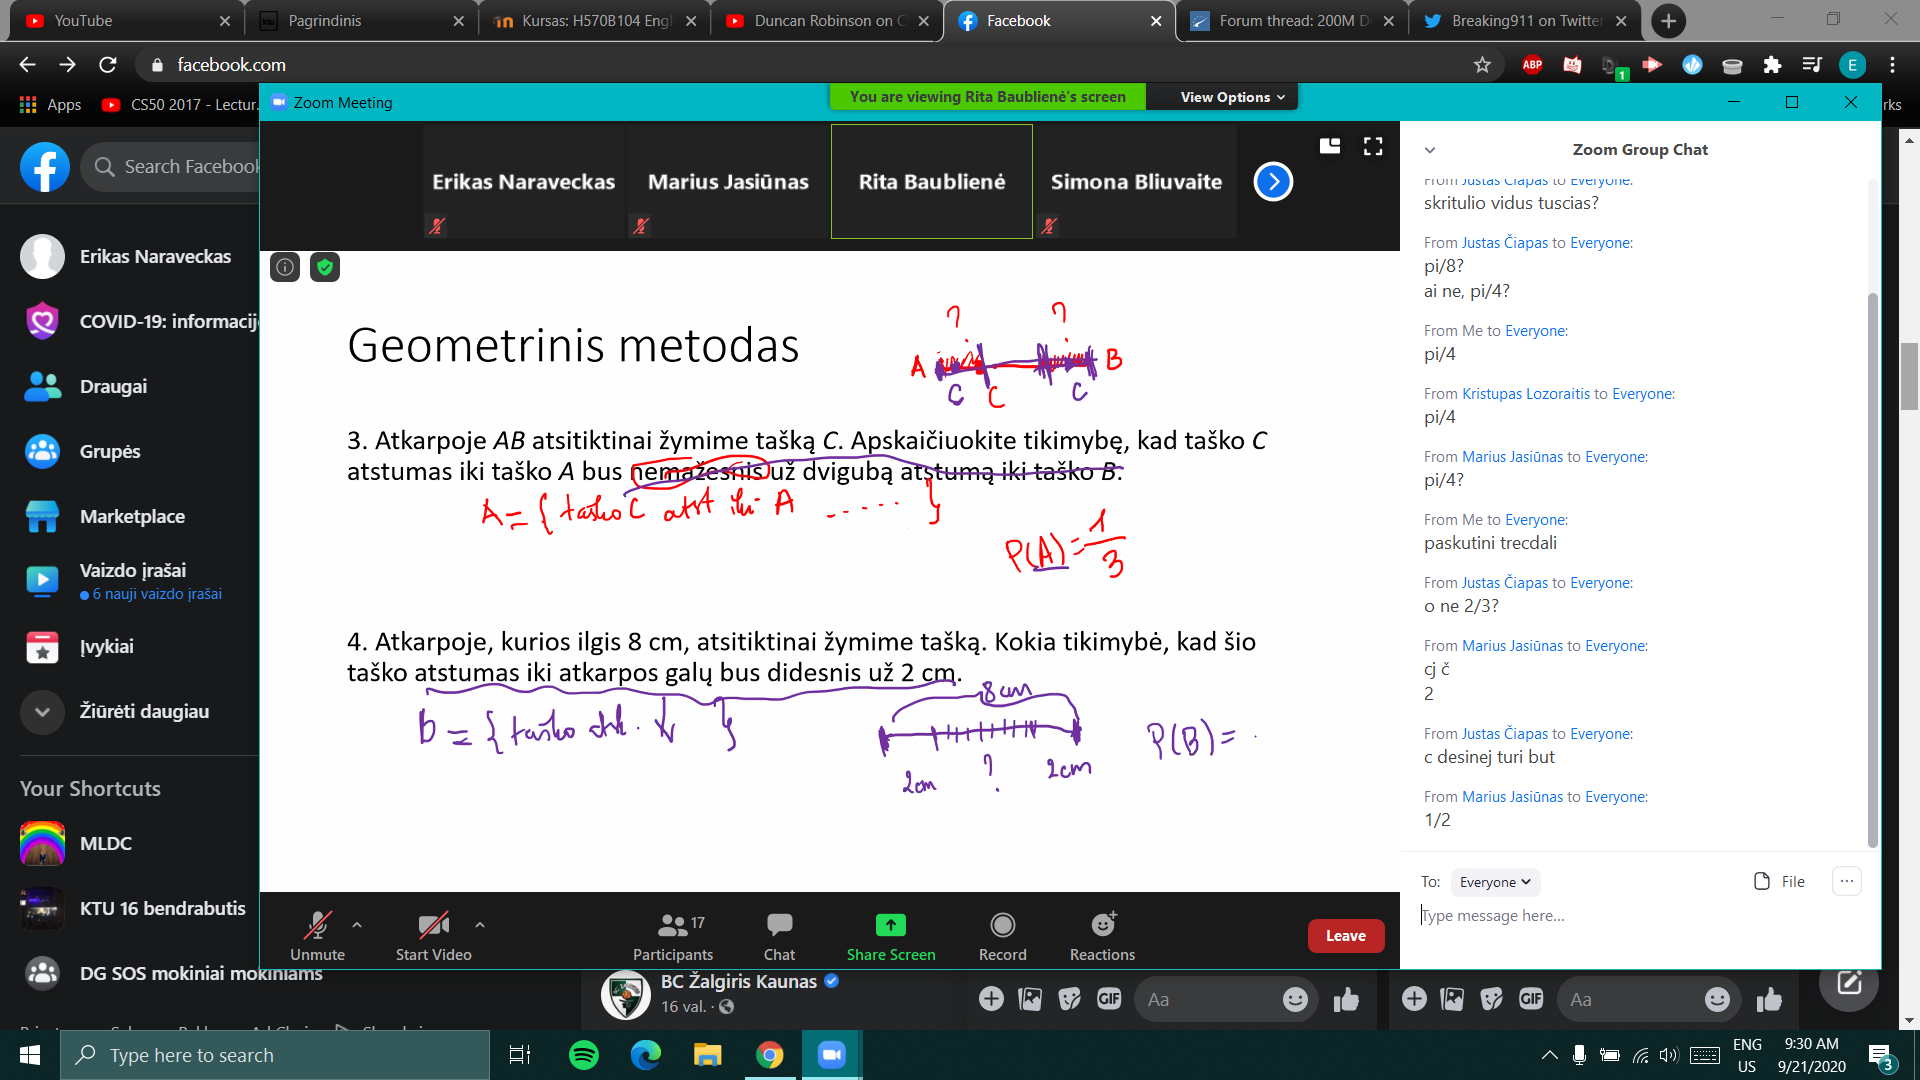 YouTube
Pagrindinis
Kursas: H570B104 Engl
Duncan Robinson on C
Facebook
Forum thread: 200M D
Breaking911 on Twitter
facebook.com
ABP
1
E
Apps
CS50 2017 - Lectur
rks
Zoom Meeting
You are viewing Rita Baublienė's screen
View Options
Search Facebook
Erikas Naraveckas
Marius Jasiūnas
Rita Baublienė
Simona Bliuvaite
Erikas Naraveckas
COVID-19: informacij
Draugai
Grupės
Marketplace
Vaizdo įrašai
6 nauji vaizdo įrašai
Įvykiai
Žiūrėti daugiau
Your Shortcuts
MLDC
KTU 16 bendrabutis
DG SOS mokiniai mokiniams
Geometrinis metodas
? ?
A B
C C C
3. Atkarpoje AB atsitiktinai žymime tašką C. Apskaičiuokite tikimybę, kad taško C
atstumas iki taško A bus nemažesnis už dvigubą atstumą iki taško B.
A = { taško C atst iki A ..... }
P(A) = 1/3
4. Atkarpoje, kurios ilgis 8 cm, atsitiktinai žymime tašką. Kokia tikimybė, kad šio
taško atstumas iki atkarpos galų bus didesnis už 2 cm.
8cm
B = { taško }
2cm ? 2cm
P(B) =
Zoom Group Chat
From Justas Čiapas to Everyone:
skritulio vidus tuscias?
From Justas Čiapas to Everyone:
pi/8?
ai ne, pi/4?
From Me to Everyone:
pi/4
From Kristupas Lozoraitis to Everyone:
pi/4
From Marius Jasiūnas to Everyone:
pi/4?
From Me to Everyone:
paskutini trecdali
From Justas Čiapas to Everyone:
o ne 2/3?
From Marius Jasiūnas to Everyone:
cj č
2
From Justas Čiapas to Everyone:
c desinej turi but
From Marius Jasiūnas to Everyone:
1/2
To: Everyone
File
Type message here...
Unmute
Start Video
17
Participants
Chat
Share Screen
Record
Reactions
Leave
BC Žalgiris Kaunas
16 val. ·
GIF
Aa
GIF
Aa
Type here to search
ENG
US
9:30 AM
9/21/2020
3